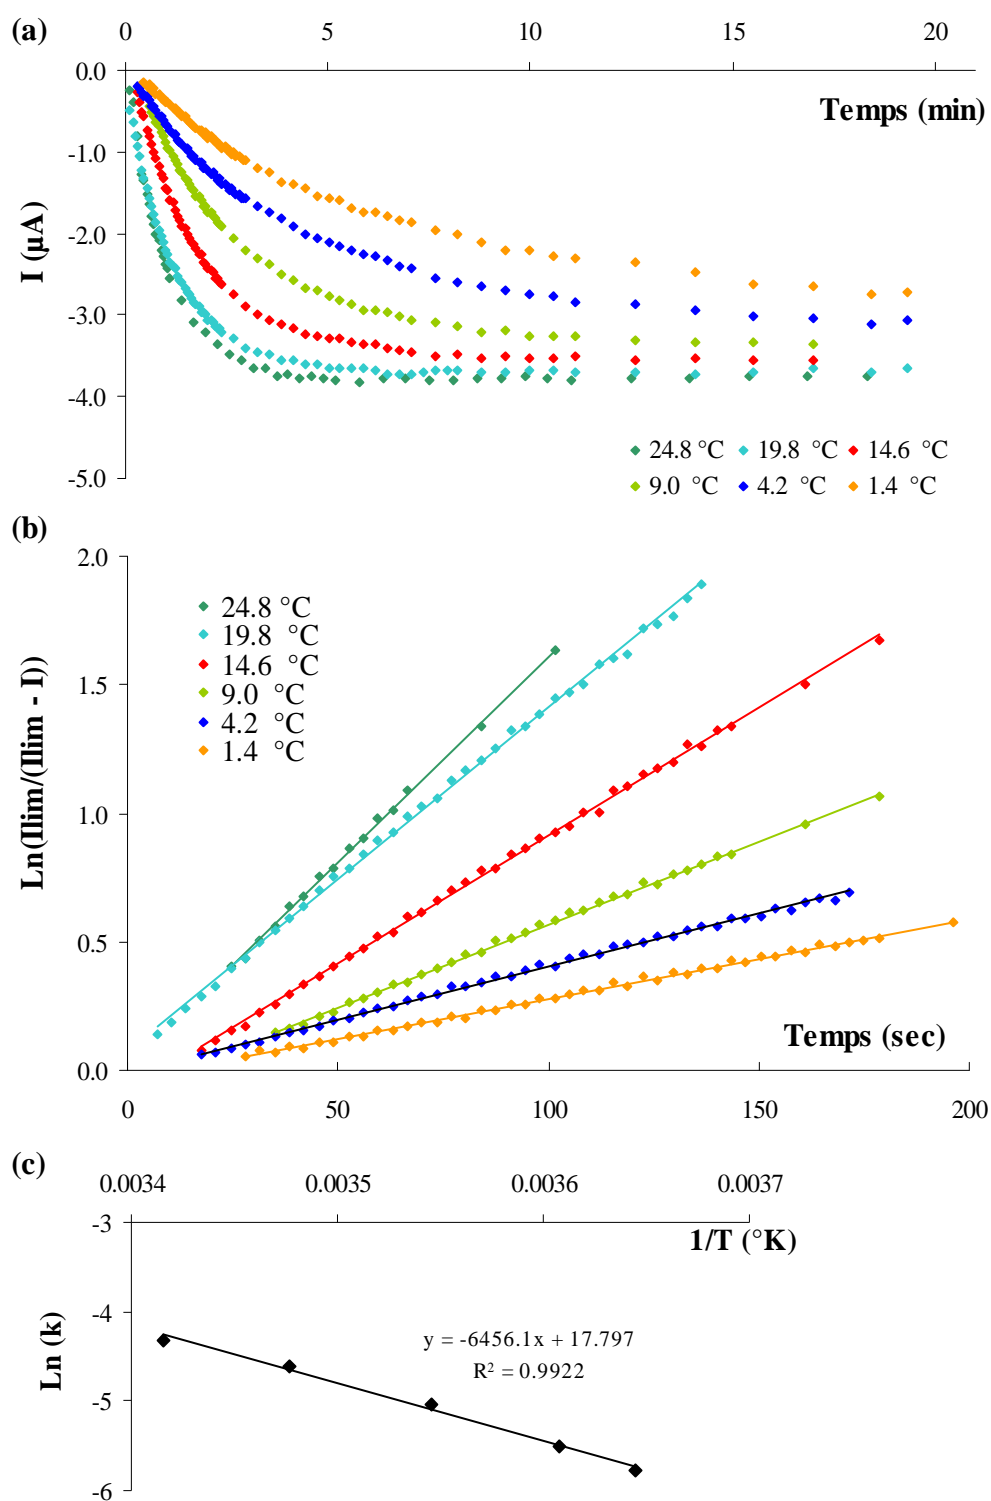 (a)
0 5 10 15 20
0.0
Temps (min)
-1.0
-2.0
-3.0
-4.0
-5.0
I (µA)
24.8 °C 19.8 °C 14.6 °C
9.0 °C 4.2 °C 1.4 °C
(b)
2.0
1.5
1.0
0.5
0.0
Ln(Ilim/(Ilim - I))
24.8 °C
19.8 °C
14.6 °C
9.0 °C
4.2 °C
1.4 °C
Temps (sec)
0 50 100 150 200
(c)
0.0034 0.0035 0.0036 0.0037
-3
1/T (°K)
-4
-5
-6
Ln (k)
y = -6456.1x + 17.797
R² = 0.9922